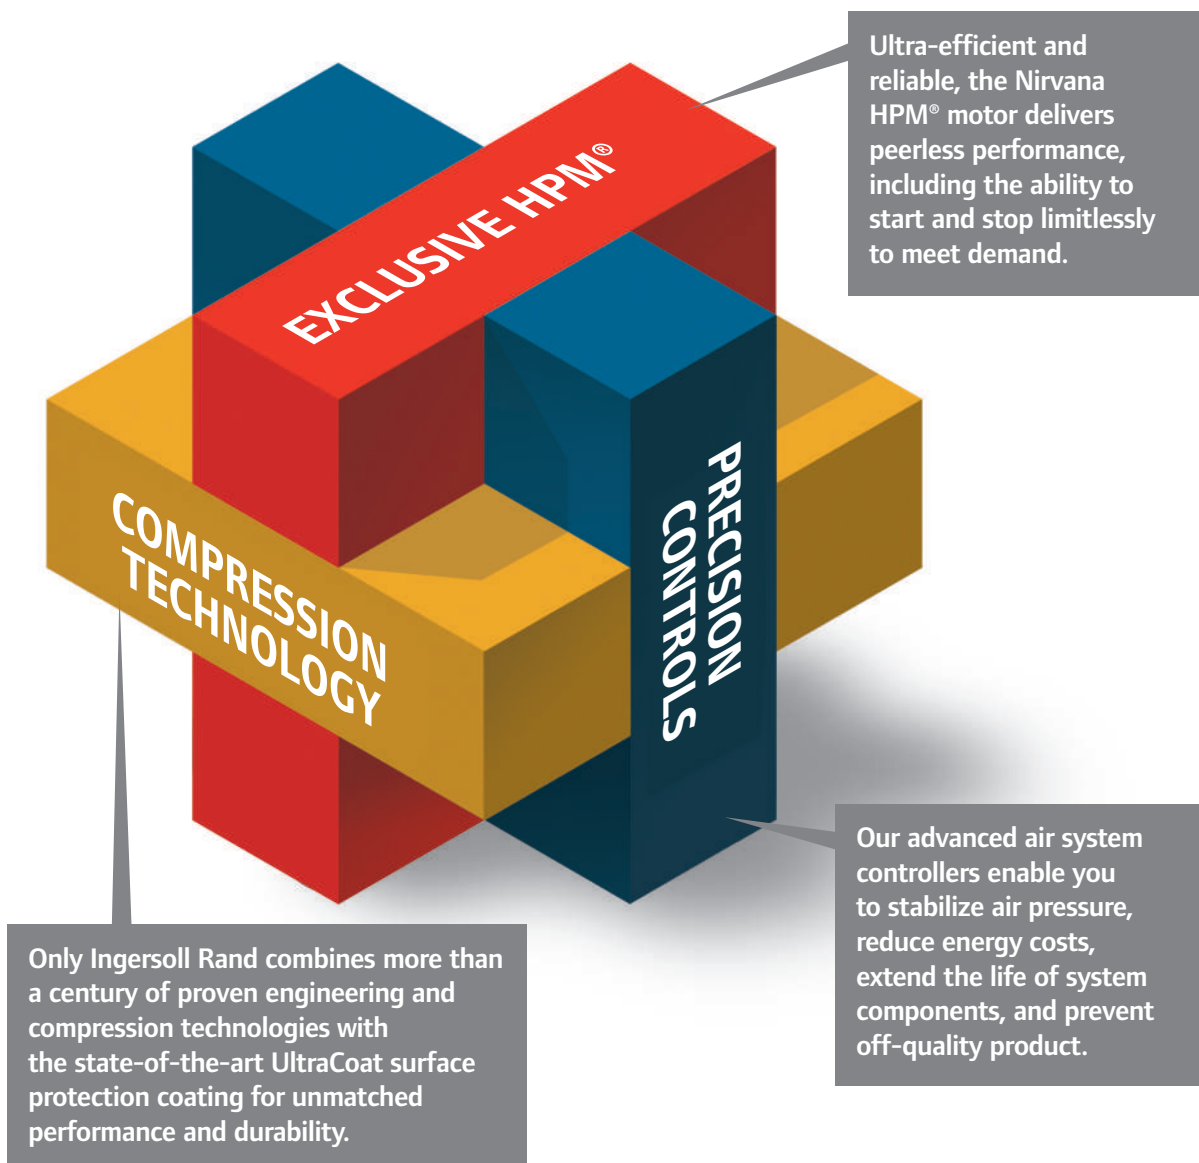 Ultra-efficient and
reliable, the Nirvana
HPM® motor delivers
peerless performance,
including the ability to
start and stop limitlessly
to meet demand.
EXCLUSIVE HPM®
COMPRESSION
TECHNOLOGY
PRECISION
CONTROLS
Our advanced air system
controllers enable you
to stabilize air pressure,
reduce energy costs,
extend the life of system
components, and prevent
off-quality product.
Only Ingersoll Rand combines more than
a century of proven engineering and
compression technologies with
the state-of-the-art UltraCoat surface
protection coating for unmatched
performance and durability.